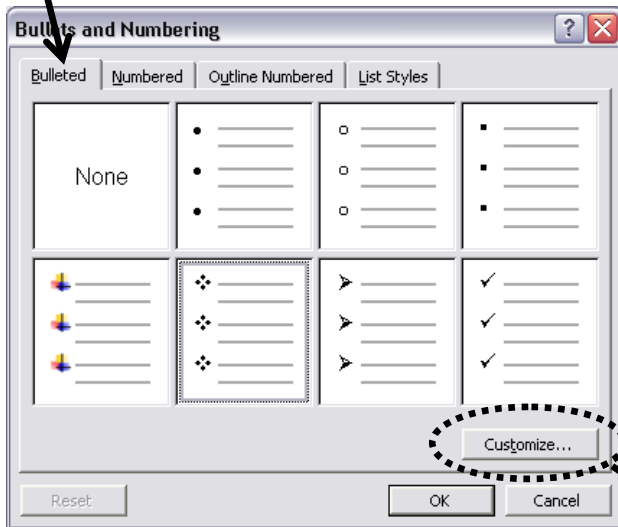 Bullets and Numbering
Bulleted Numbered Outline Numbered List Styles
None
Customize...
Reset OK Cancel